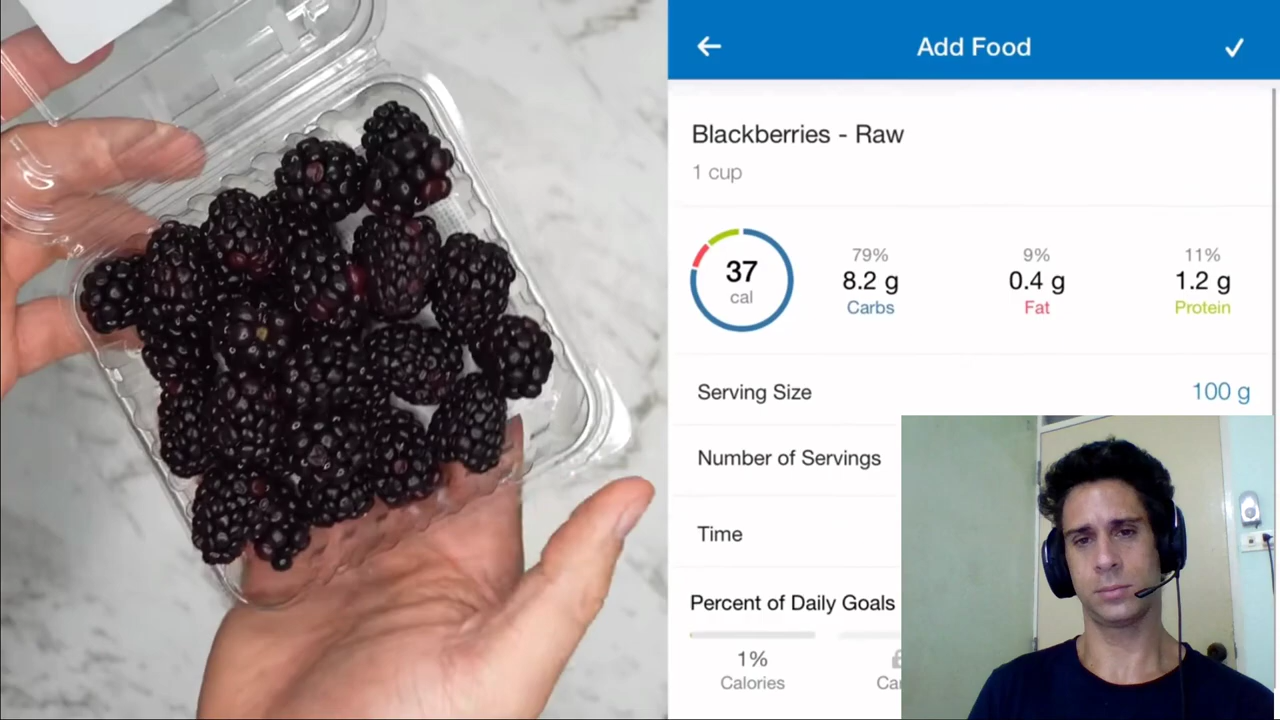 Add Food
Blackberries - Raw
1 cup
37
cal
79%
8.2 g
Carbs
9%
0.4 g
Fat
11%
1.2 g
Protein
Serving Size
100 g
Number of Servings
Time
Percent of Daily Goals
1%
Calories